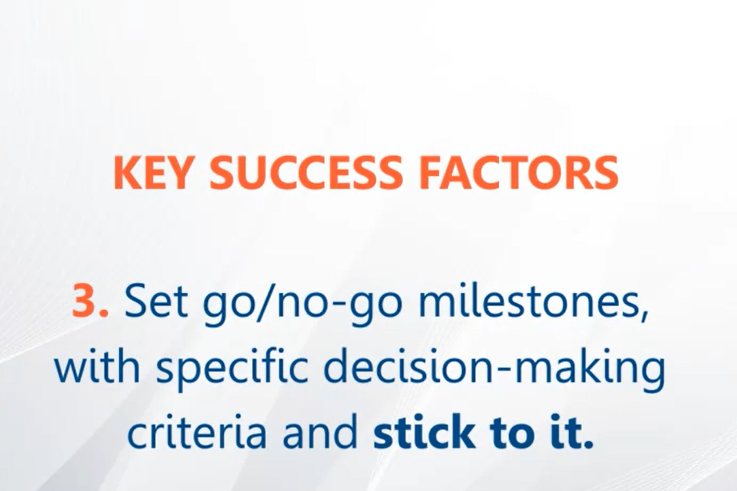 KEY SUCCESS FACTORS
3. Set go/no-go milestones,
with specific decision-making
criteria and stick to it.